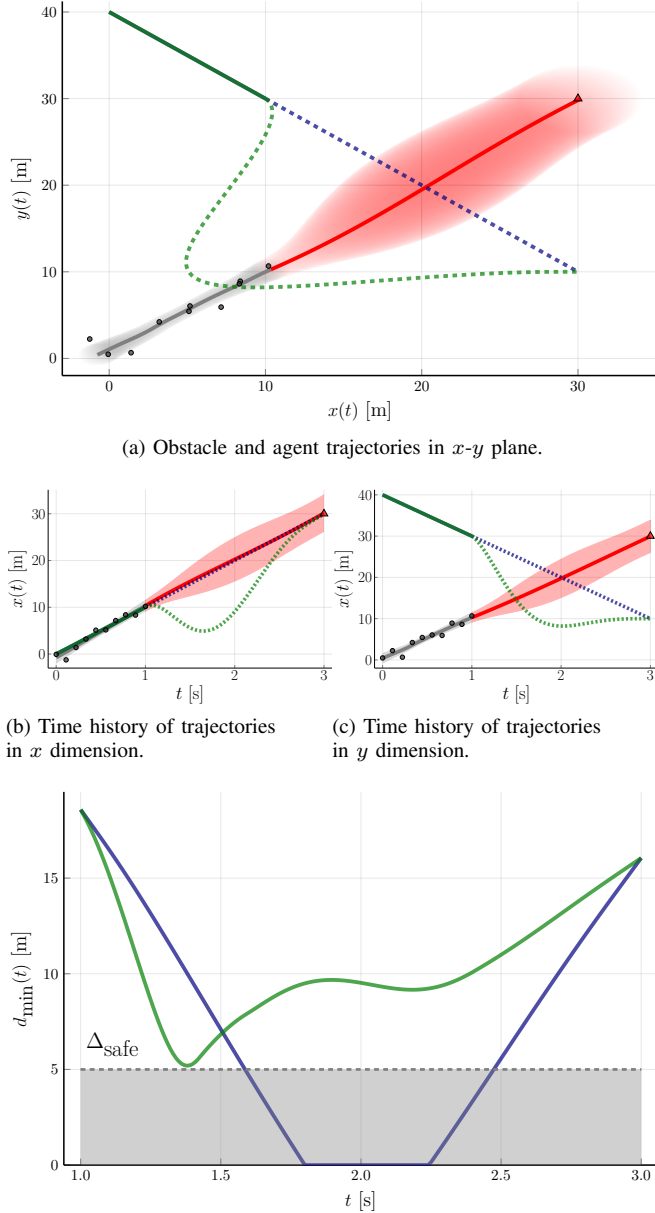 40
30
20
10
0
y(t) [m]
0
10
20
30
x(t) [m]
(a) Obstacle and agent trajectories in x-y plane.
30
20
10
0
x(t) [m]
0
1
2
3
t [s]
40
30
20
10
0
x(t) [m]
0
1
2
3
t [s]
(b) Time history of trajectories
in x dimension.
(c) Time history of trajectories
in y dimension.
15
10
5
0
d_min(t) [m]
Δ_safe
1.0
1.5
2.0
2.5
3.0
t [s]